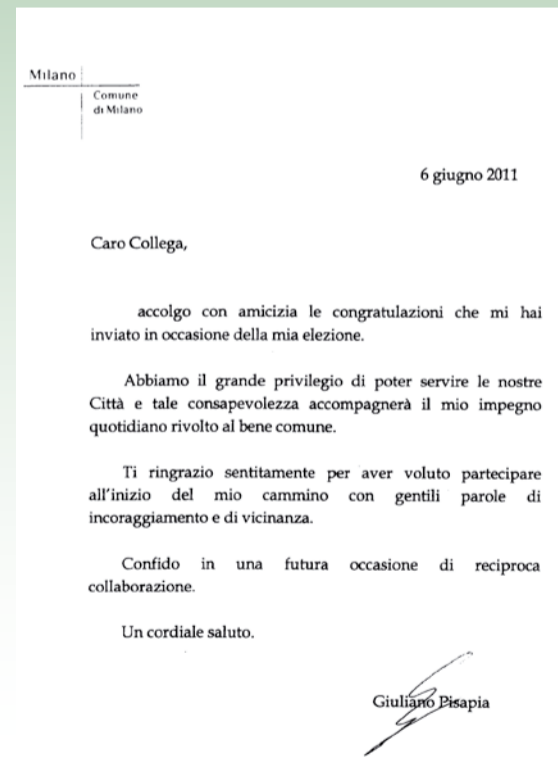 Milano
Comune
di Milano
6 giugno 2011
Caro Collega,
accolgo con amicizia le congratulazioni che mi hai
inviato in occasione della mia elezione.
Abbiamo il grande privilegio di poter servire le nostre
Città e tale consapevolezza accompagnerà il mio impegno
quotidiano rivolto al bene comune.
Ti ringrazio sentitamente per aver voluto partecipare
all'inizio del mio cammino con gentili parole di
incoraggiamento e di vicinanza.
Confido in una futura occasione di reciproca
collaborazione.
Un cordiale saluto.
Giuliano Pisapia